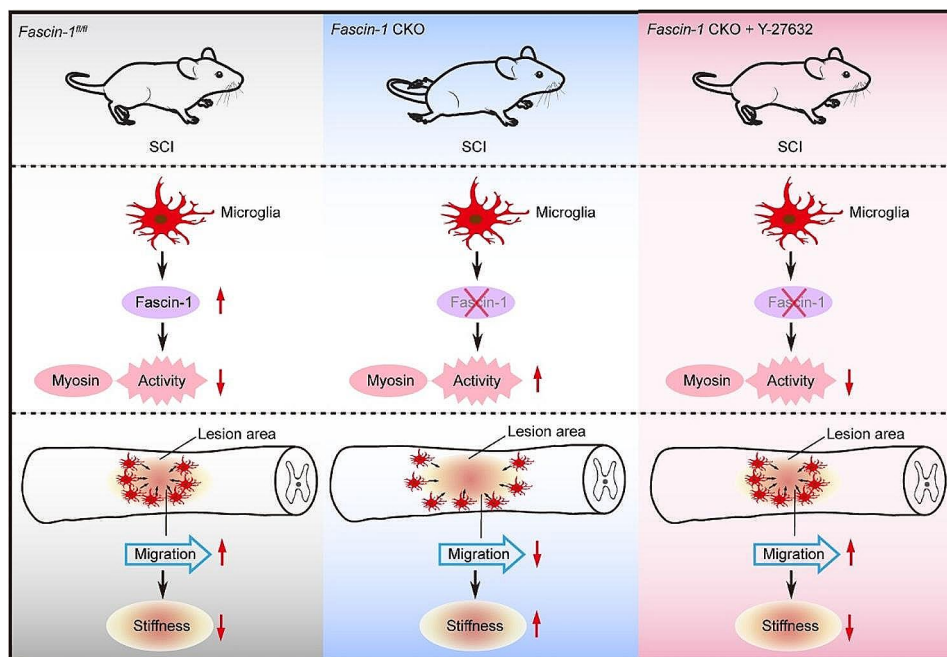 Fascin-1fl/fl
SCI
Microglia
Fascin-1
Myosin Activity
Lesion area
Migration
Stiffness
Fascin-1 CKO
SCI
Microglia
Fascin-1
Myosin Activity
Lesion area
Migration
Stiffness
Fascin-1 CKO + Y-27632
SCI
Microglia
Fascin-1
Myosin Activity
Lesion area
Migration
Stiffness